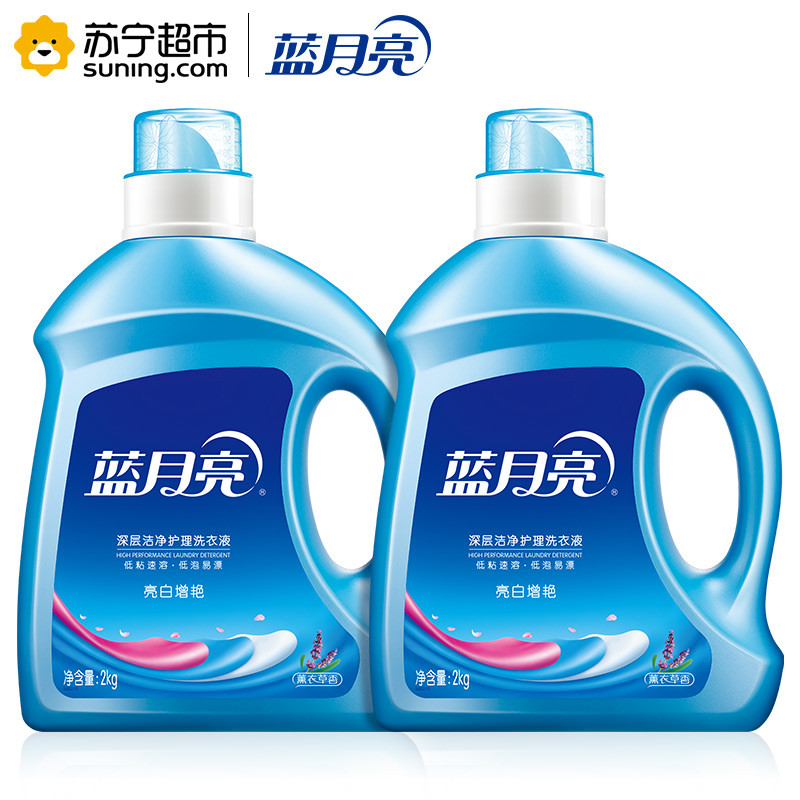 苏宁超市
suning.com
蓝月亮
蓝月亮®
深层洁净护理洗衣液
HIGH PERFORMANCE LAUNDRY DETERGENT
低粘速溶·低泡易漂
亮白增艳
净含量:2kg
薰衣草香
蓝月亮®
深层洁净护理洗衣液
HIGH PERFORMANCE LAUNDRY DETERGENT
低粘速溶·低泡易漂
亮白增艳
净含量:2kg
薰衣草香